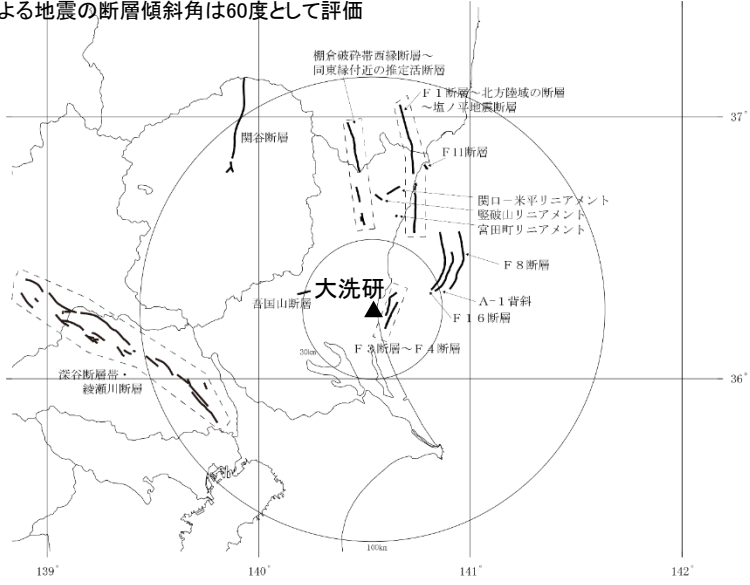 よる地震の断層傾斜角は60度として評価
棚倉破砕帯西縁断層～
同東縁付近の推定活断層
F1断層～北方陸域の断層
～塩ノ平地震断層
37°
関谷断層
F11断層
関口－米平リニアメント
竪破山リニアメント
宮田町リニアメント
F8断層
大洗研
吾国山断層
A-1背斜
F16断層
F3断層～F4断層
30km
36°
深谷断層帯・
綾瀬川断層
100km
139°
140°
141°
142°